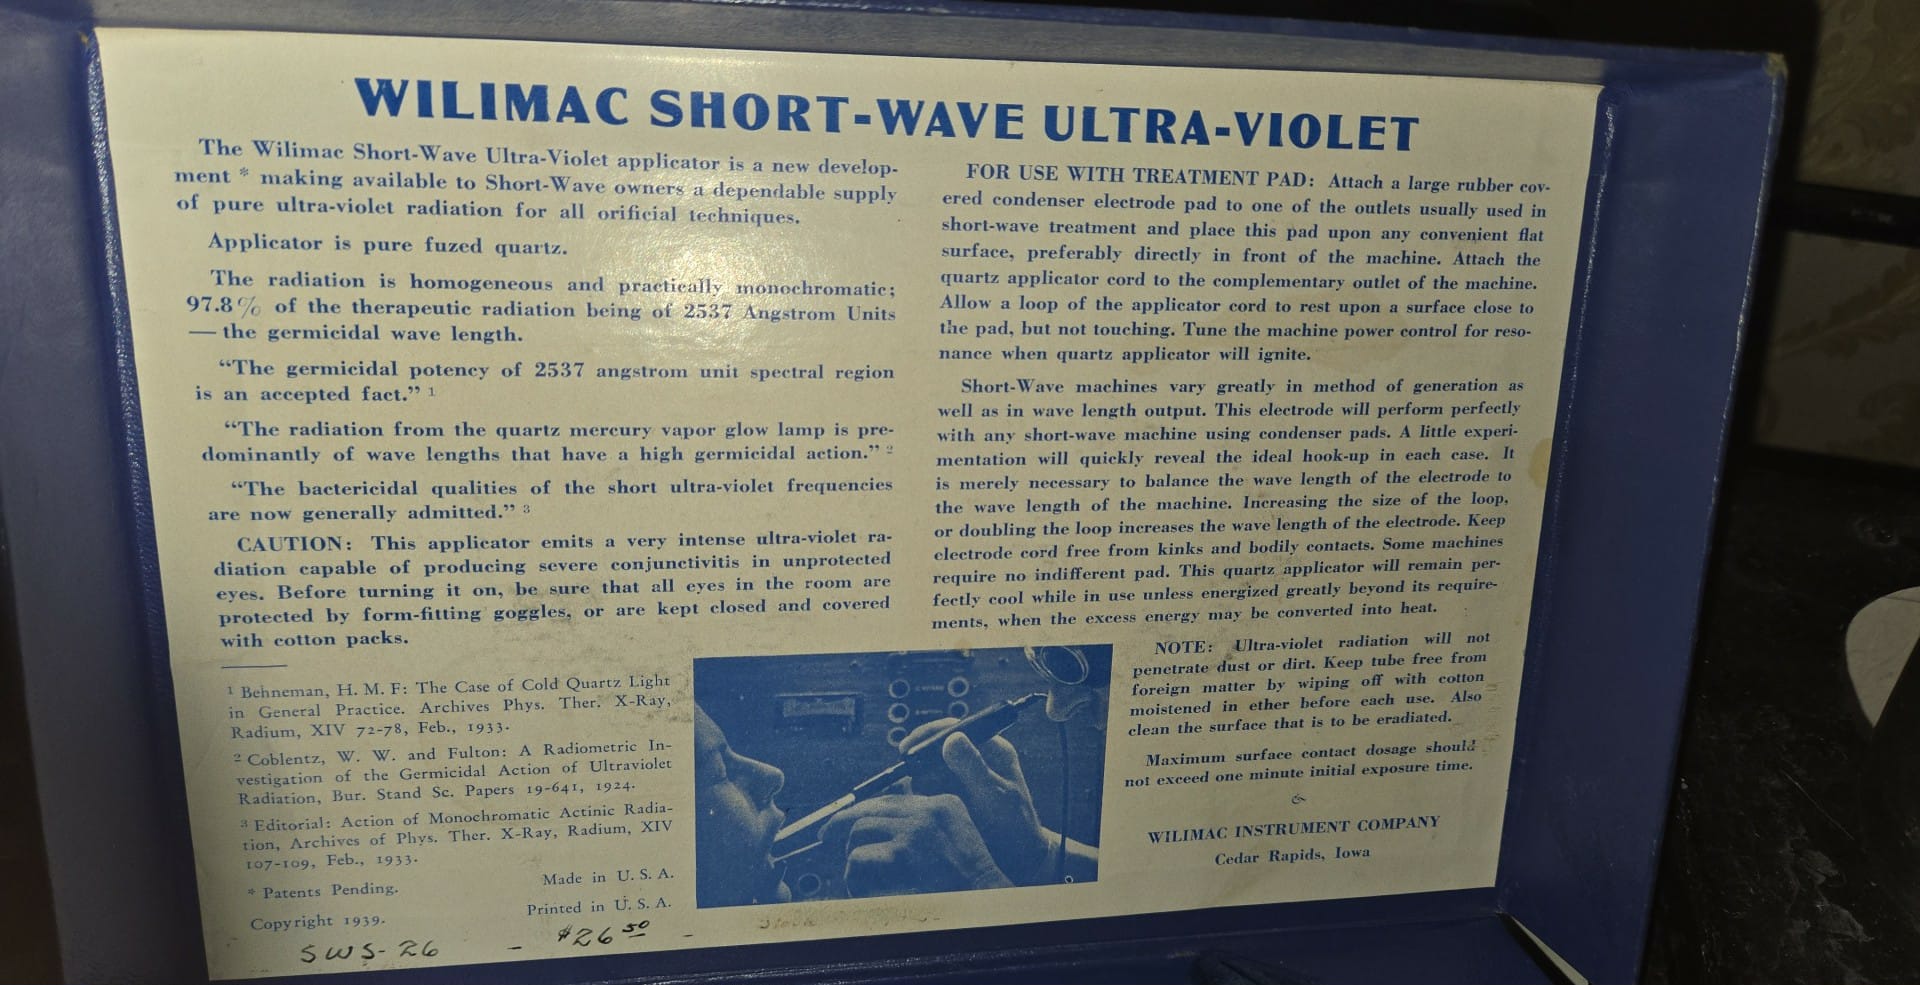 WILIMAC SHORT-WAVE ULTRA-VIOLET
The Wilimac Short-Wave Ultra-Violet applicator is a new develop-
ment * making available to Short-Wave owners a dependable supply
of pure ultra-violet radiation for all orificial techniques.
Applicator is pure fuzed quartz.
The radiation is homogeneous and practically monochromatic;
97.8% of the therapeutic radiation being of 2537 Angstrom Units
— the germicidal wave length.
“The germicidal potency of 2537 angstrom unit spectral region
is an accepted fact.” 1
“The radiation from the quartz mercury vapor glow lamp is pre-
dominantly of wave lengths that have a high germicidal action.” 2
“The bactericidal qualities of the short ultra-violet frequencies
are now generally admitted.” 3
CAUTION: This applicator emits a very intense ultra-violet ra-
diation capable of producing severe conjunctivitis in unprotected
eyes. Before turning it on, be sure that all eyes in the room are
protected by form-fitting goggles, or are kept closed and covered
with cotton packs.
1 Behneman, H. M. F: The Case of Cold Quartz Light
in General Practice. Archives Phys. Ther. X-Ray,
Radium, XIV 72-78, Feb., 1933.
2 Coblentz, W. W. and Fulton: A Radiometric In-
vestigation of the Germicidal Action of Ultraviolet
Radiation, Bur. Stand Sc. Papers 19-641, 1924.
3 Editorial: Action of Monochromatic Actinic Radia-
tion, Archives of Phys. Ther. X-Ray, Radium, XIV
107-109, Feb., 1933.
* Patents Pending.
Made in U. S. A.
Copyright 1939.
Printed in U. S. A.
SWS-26 - $26 50 -
FOR USE WITH TREATMENT PAD: Attach a large rubber cov-
ered condenser electrode pad to one of the outlets usually used in
short-wave treatment and place this pad upon any convenient flat
surface, preferably directly in front of the machine. Attach the
quartz applicator cord to the complementary outlet of the machine.
Allow a loop of the applicator cord to rest upon a surface close to
the pad, but not touching. Tune the machine power control for reso-
nance when quartz applicator will ignite.
Short-Wave machines vary greatly in method of generation as
well as in wave length output. This electrode will perform perfectly
with any short-wave machine using condenser pads. A little experi-
mentation will quickly reveal the ideal hook-up in each case. It
is merely necessary to balance the wave length of the electrode to
the wave length of the machine. Increasing the size of the loop,
or doubling the loop increases the wave length of the electrode. Keep
electrode cord free from kinks and bodily contacts. Some machines
require no indifferent pad. This quartz applicator will remain per-
fectly cool while in use unless energized greatly beyond its require-
ments, when the excess energy may be converted into heat.
NOTE: Ultra-violet radiation will not
penetrate dust or dirt. Keep tube free from
foreign matter by wiping off with cotton
moistened in ether before each use. Also
clean the surface that is to be eradiated.
Maximum surface contact dosage should
not exceed one minute initial exposure time.
WILIMAC INSTRUMENT COMPANY
Cedar Rapids, Iowa